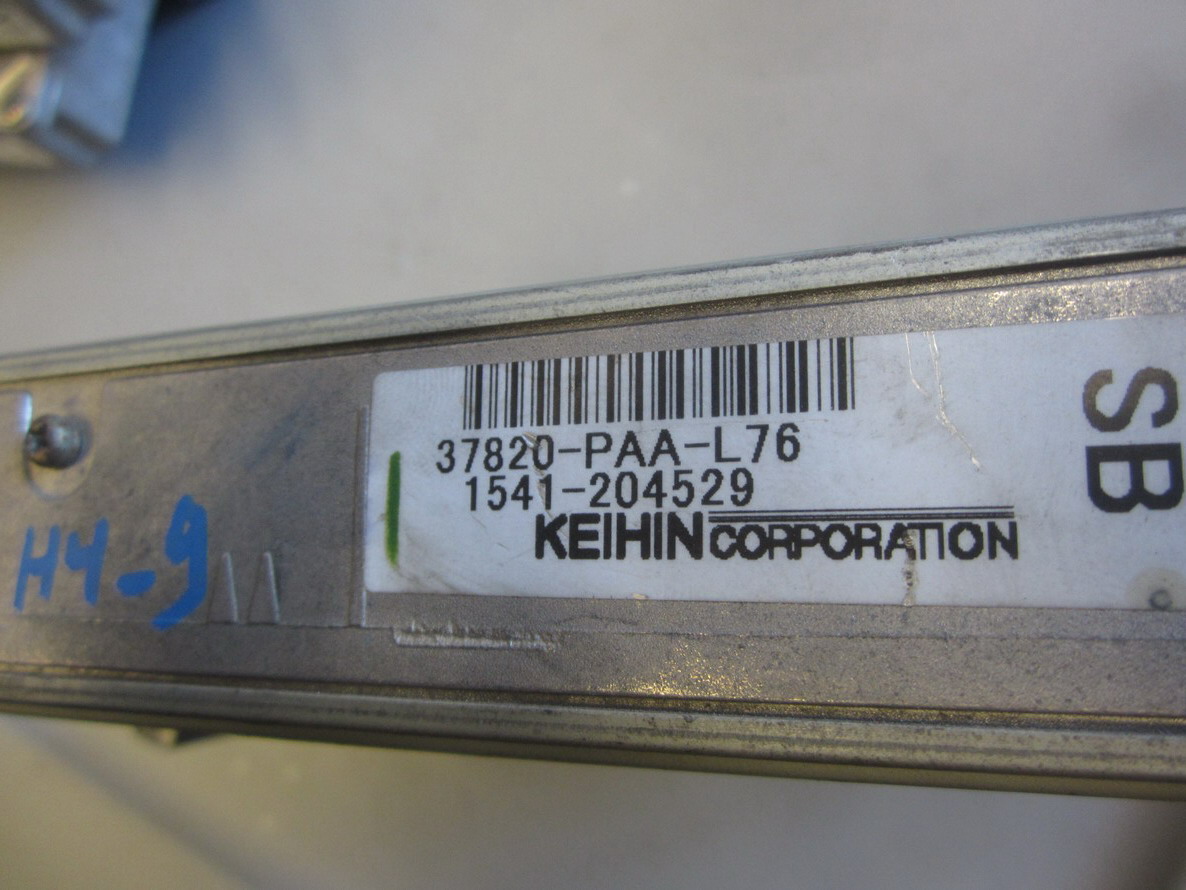 37820-PAA-L76
1541-204529
KEIHIN CORPORATION
SB
H4-9